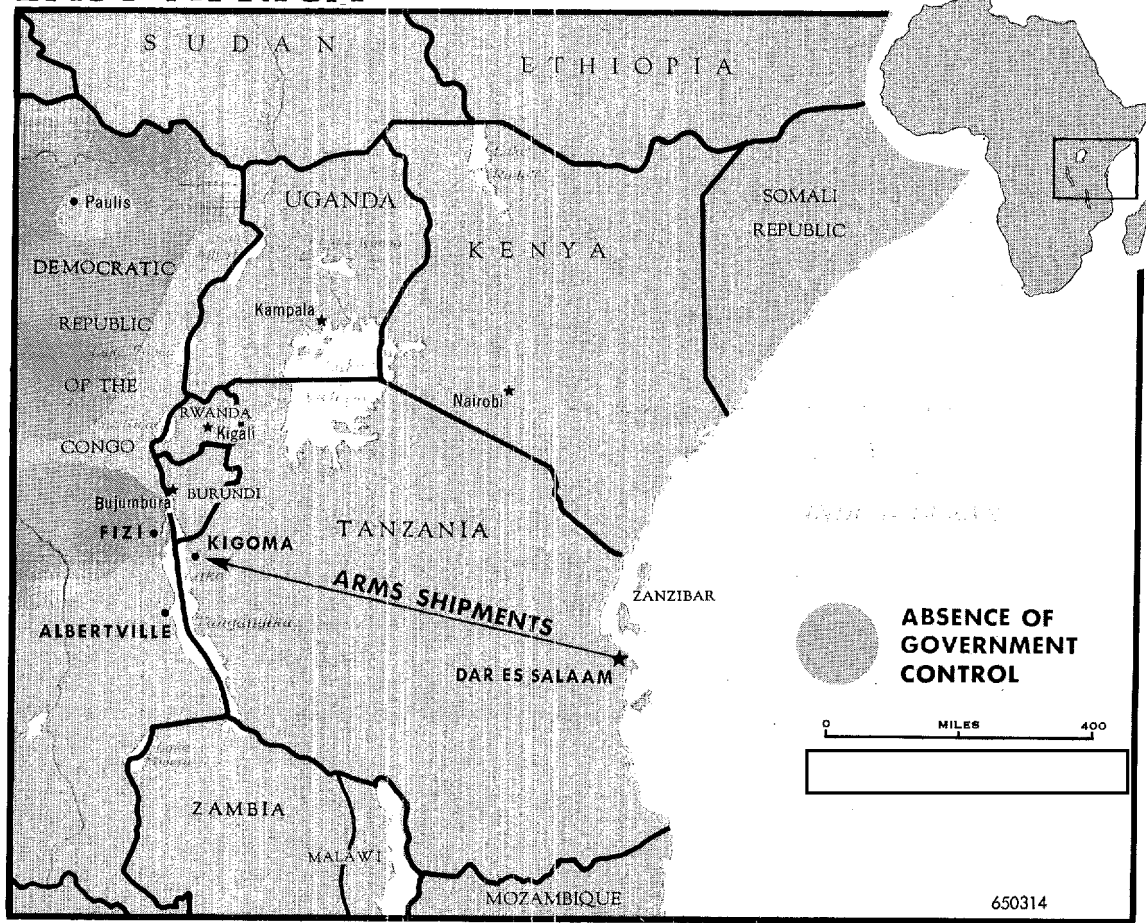 SUDAN
ETHIOPIA
UGANDA
SOMALI
REPUBLIC
KENYA
Paulis
DEMOCRATIC
REPUBLIC
OF THE
CONGO
Kampala
Nairobi
RWANDA
Kigali
Bujumbura
BURUNDI
FIZI
KIGOMA
TANZANIA
ARMS SHIPMENTS
ZANZIBAR
ALBERTVILLE
Tanganyika
DAR ES SALAAM
ABSENCE OF
GOVERNMENT
CONTROL
0 MILES 400
ZAMBIA
MALAWI
MOZAMBIQUE
650314